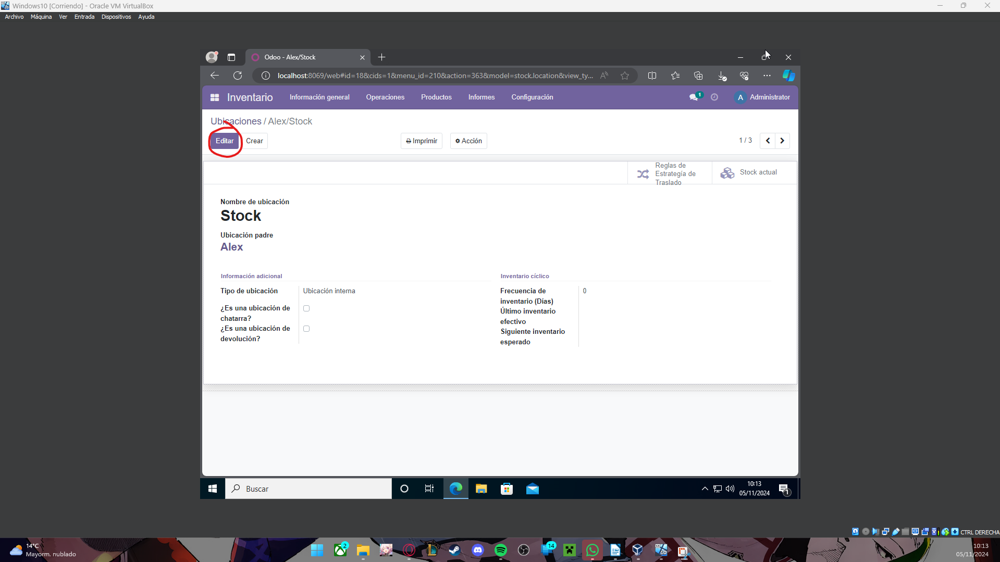 Windows10 [Corriendo] - Oracle VM VirtualBox
Archivo Máquina Ver Entrada Dispositivos Ayuda
Odoo - Alex/Stock
localhost:8069/web#id=18&cids=1&menu_id=210&action=363&model=stock.location&view_ty...
Inventario Información general Operaciones Productos Informes Configuración 1 A Administrator
Ubicaciones / Alex/Stock
Editar Crear Imprimir Acción 1 / 3
Reglas de
Estrategía de
Traslado
Stock actual
Nombre de ubicación
Stock
Ubicación padre
Alex
Información adicional
Tipo de ubicación Ubicación interna
¿Es una ubicación de
chatarra?
¿Es una ubicación de
devolución?
Inventario cíclico
Frecuencia de
inventario (Días)
0
Último inventario
efectivo
Siguiente inventario
esperado
Buscar
10:13
05/11/2024
1
CTRL DERECHA
14°C
Mayorm. nublado
2
14
10:13
05/11/2024